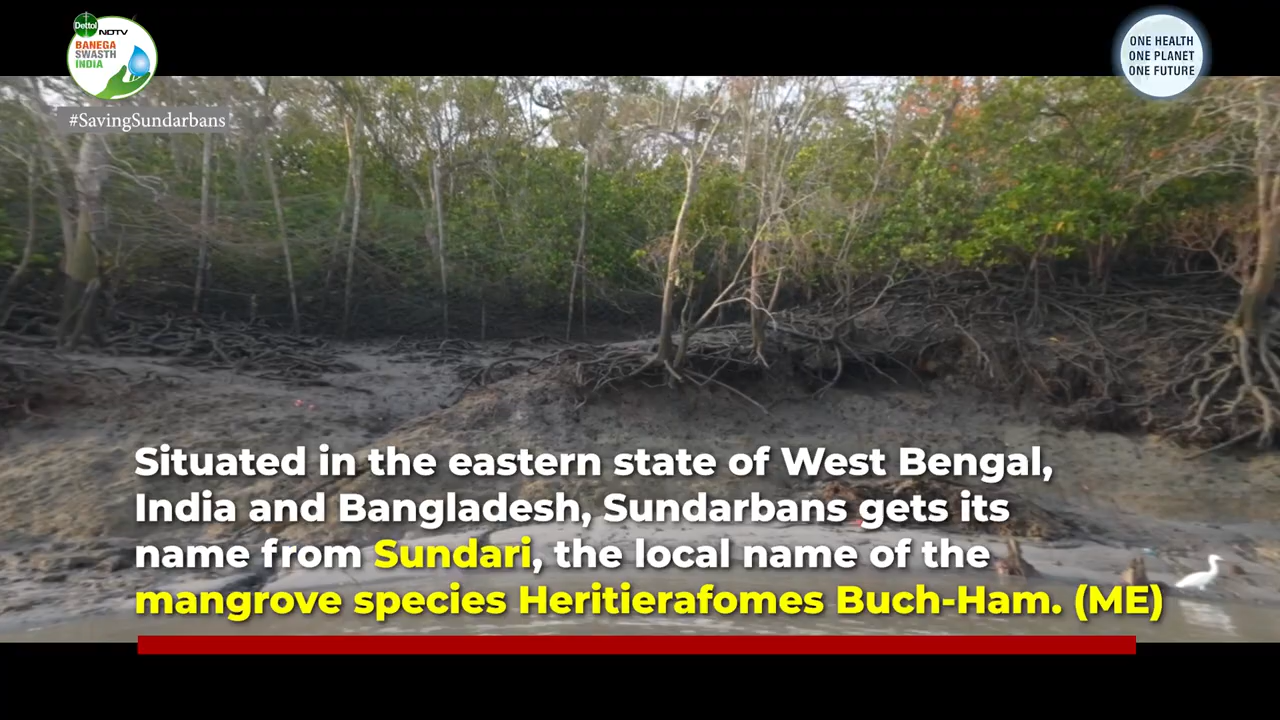 Dettol NDTV
BANEGA
SWASTH
INDIA
ONE HEALTH
ONE PLANET
ONE FUTURE
#SavingSundarbans
Situated in the eastern state of West Bengal,
India and Bangladesh, Sundarbans gets its
name from Sundari, the local name of the
mangrove species Heritierafomes Buch-Ham. (ME)